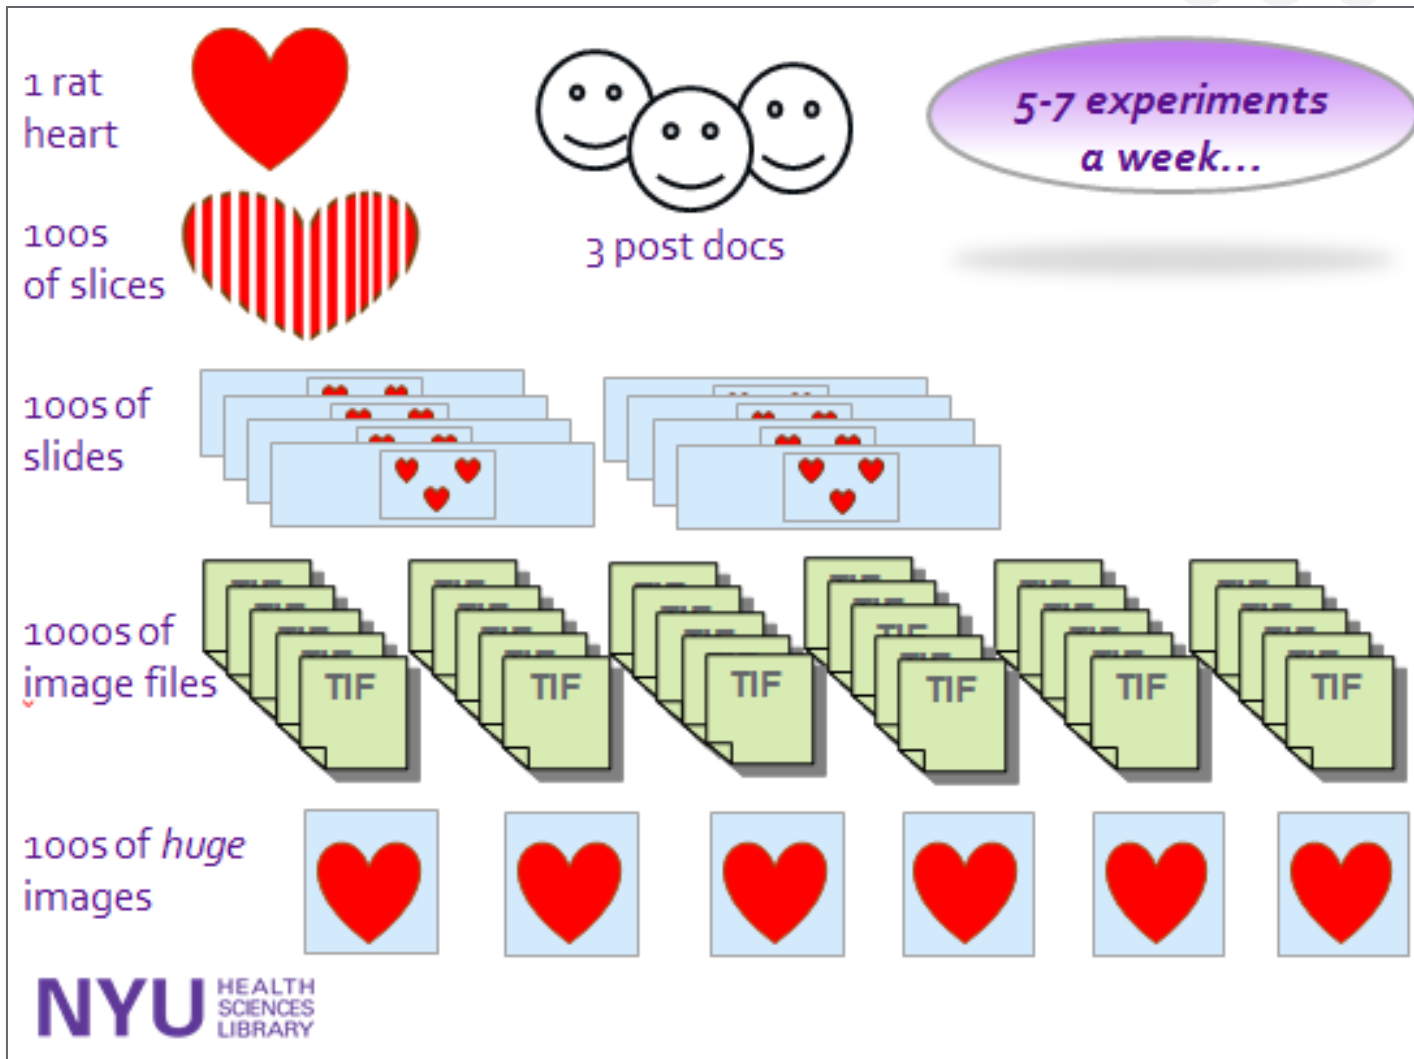 1 rat
heart
3 post docs
5-7 experiments
a week...
100s
of slices
100s of
slides
1000s of
image files
TIF
TIF
TIF
TIF
TIF
TIF
TIF
100s of huge
images
NYU HEALTH
SCIENCES
LIBRARY